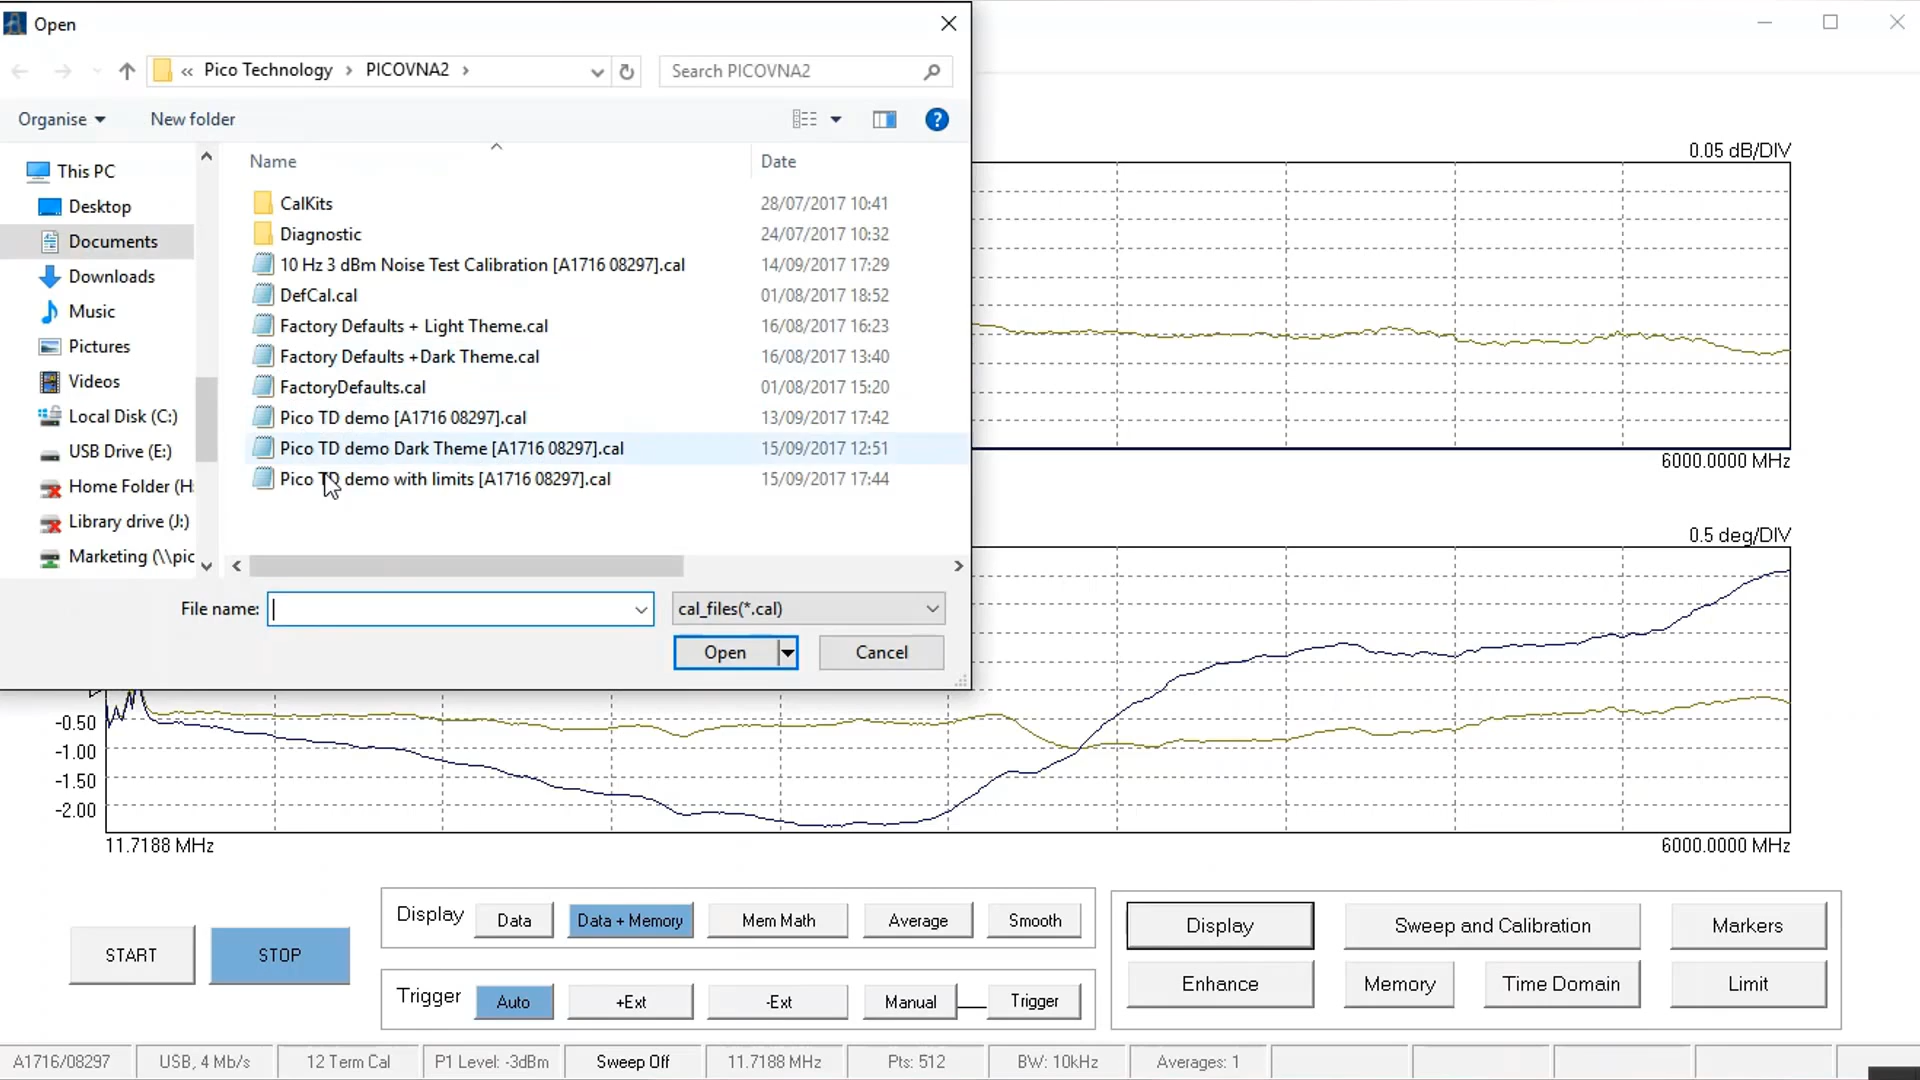 Open
« Pico Technology › PICOVNA2 ›
Search PICOVNA2
Organise
New folder
?
This PC
Desktop
Documents
Downloads
Music
Pictures
Videos
Local Disk (C:)
USB Drive (E:)
Home Folder (H:
Library drive (J:)
Marketing (\\pic
Name Date
CalKits 28/07/2017 10:41
Diagnostic 24/07/2017 10:32
10 Hz 3 dBm Noise Test Calibration [A1716 08297].cal 14/09/2017 17:29
DefCal.cal 01/08/2017 18:52
Factory Defaults + Light Theme.cal 16/08/2017 16:23
Factory Defaults +Dark Theme.cal 16/08/2017 13:40
FactoryDefaults.cal 01/08/2017 15:20
Pico TD demo [A1716 08297].cal 13/09/2017 17:42
Pico TD demo Dark Theme [A1716 08297].cal 15/09/2017 12:51
Pico TD demo with limits [A1716 08297].cal 15/09/2017 17:44
File name:
cal_files(*.cal)
Open
Cancel
0.05 dB/DIV
6000.0000 MHz
0.5 deg/DIV
-0.50
-1.00
-1.50
-2.00
11.7188 MHz
6000.0000 MHz
START
STOP
Display
Data
Data + Memory
Mem Math
Average
Smooth
Trigger
Auto
+Ext
-Ext
Manual
Trigger
Display
Sweep and Calibration
Markers
Enhance
Memory
Time Domain
Limit
A1716/08297
USB, 4 Mb/s
12 Term Cal
P1 Level: -3dBm
Sweep Off
11.7188 MHz
Pts: 512
BW: 10kHz
Averages: 1